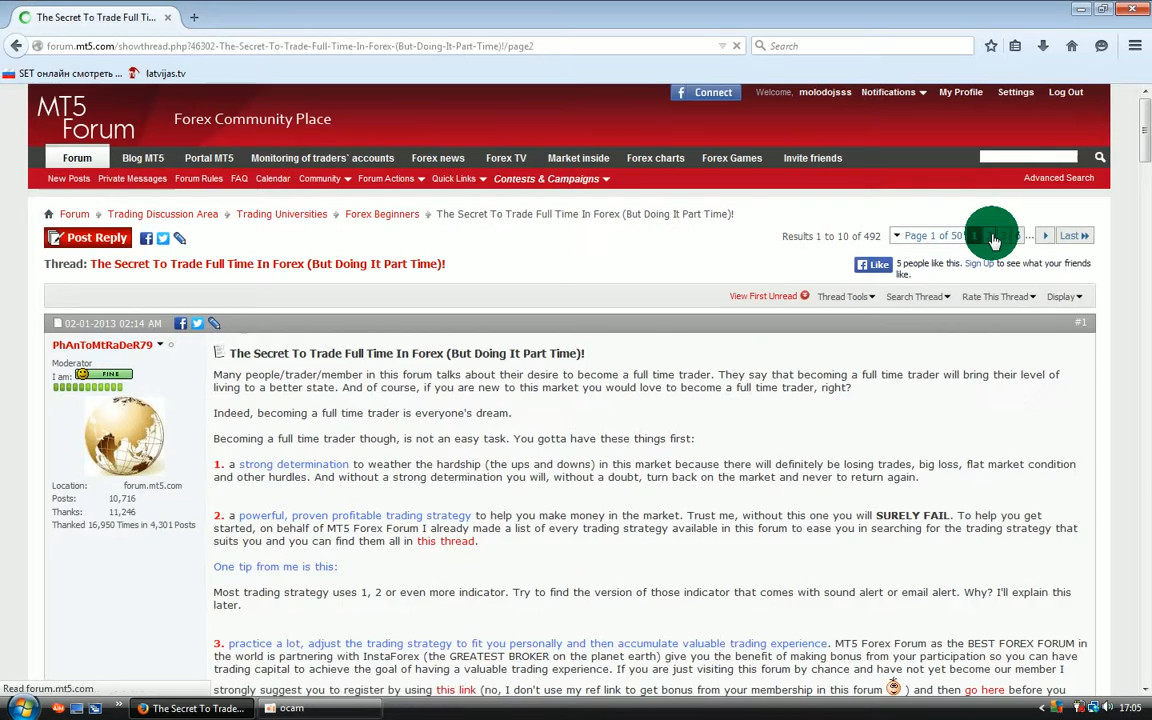 The Secret To Trade Full Ti...
forum.mt5.com/showthread.php?46302-The-Secret-To-Trade-Full-Time-In-Forex-(But-Doing-It-Part-Time)!/page2
Search
SET онлайн смотреть ...
latvijas.tv
MT5 Forum
Forex Community Place
f Connect
Welcome, molodojsss Notifications My Profile Settings Log Out
Forum Blog MT5 Portal MT5 Monitoring of traders` accounts Forex news Forex TV Market inside Forex charts Forex Games Invite friends
New Posts Private Messages Forum Rules FAQ Calendar Community Forum Actions Quick Links Contests & Campaigns Advanced Search
Forum Trading Discussion Area Trading Universities Forex Beginners The Secret To Trade Full Time In Forex (But Doing It Part Time)!
Post Reply
Results 1 to 10 of 492 Page 1 of 50 1 ... Last
Thread: The Secret To Trade Full Time In Forex (But Doing It Part Time)!
Like 5 people like this. Sign Up to see what your friends
like.
View First Unread Thread Tools Search Thread Rate This Thread Display
02-01-2013 02:14 AM #1
PhAnToMtRaDeR79
Moderator
I am: FINE
Location: forum.mt5.com
Posts: 10,716
Thanks: 11,246
Thanked 16,950 Times in 4,301 Posts
The Secret To Trade Full Time In Forex (But Doing It Part Time)!
Many people/trader/member in this forum talks about their desire to become a full time trader. They say that becoming a full time trader will bring their level of
living to a better state. And of course, if you are new to this market you would love to become a full time trader, right?
Indeed, becoming a full time trader is everyone's dream.
Becoming a full time trader though, is not an easy task. You gotta have these things first:
1. a strong determination to weather the hardship (the ups and downs) in this market because there will definitely be losing trades, big loss, flat market condition
and other hurdles. And without a strong determination you will, without a doubt, turn back on the market and never to return again.
2. a powerful, proven profitable trading strategy to help you make money in the market. Trust me, without this one you will SURELY FAIL. To help you get
started, on behalf of MT5 Forex Forum I already made a list of every trading strategy available in this forum to ease you in searching for the trading strategy that
suits you and you can find them all in this thread.
One tip from me is this:
Most trading strategy uses 1, 2 or even more indicator. Try to find the version of those indicator that comes with sound alert or email alert. Why? I'll explain this
later.
3. practice a lot, adjust the trading strategy to fit you personally and then accumulate valuable trading experience. MT5 Forex Forum as the BEST FOREX FORUM in
the world is partnering with InstaForex (the GREATEST BROKER on the planet earth) give you the benefit of making bonus from your participation so you can have
trading capital to achieve the goal of having a valuable trading experience. If you are just visiting this forum by chance and have not yet become our member I
strongly suggest you to register by using this link (no, I don't use my ref link to get bonus from your membership in this forum ) and then go here before you
Read forum.mt5.com
The Secret To Trade...
ocam
17:05